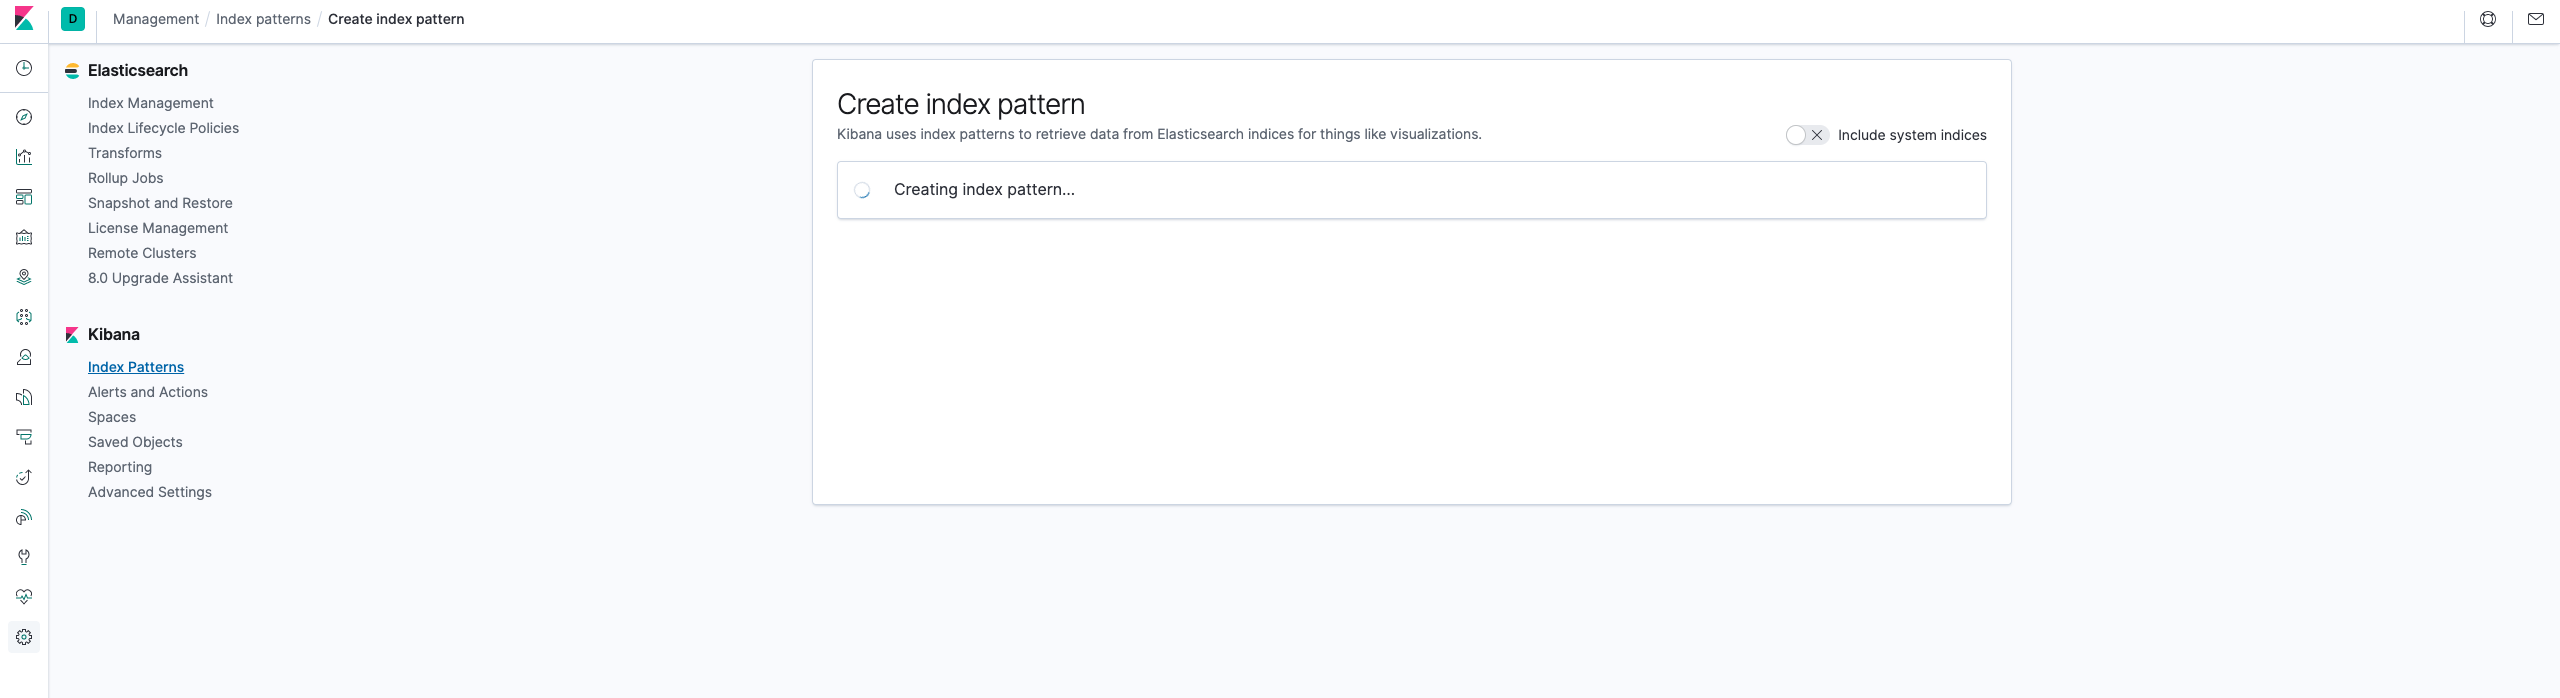 D
Management / Index patterns / Create index pattern
Elasticsearch
Index Management
Index Lifecycle Policies
Transforms
Rollup Jobs
Snapshot and Restore
License Management
Remote Clusters
8.0 Upgrade Assistant
Kibana
Index Patterns
Alerts and Actions
Spaces
Saved Objects
Reporting
Advanced Settings
Create index pattern
Kibana uses index patterns to retrieve data from Elasticsearch indices for things like visualizations.
Include system indices
Creating index pattern...